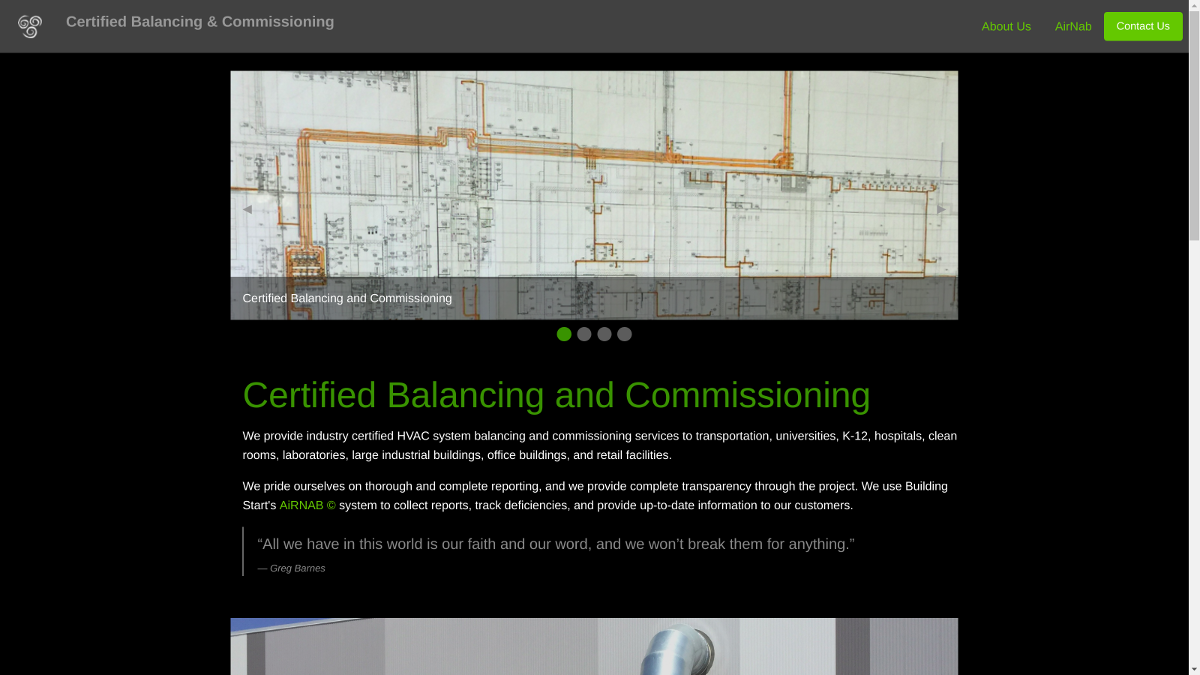 Certified Balancing & Commissioning
About Us
AirNab
Contact Us
Certified Balancing and Commissioning
Certified Balancing and Commissioning
We provide industry certified HVAC system balancing and commissioning services to transportation, universities, K-12, hospitals, clean
rooms, laboratories, large industrial buildings, office buildings, and retail facilities.
We pride ourselves on thorough and complete reporting, and we provide complete transparency through the project. We use Building
Start's AiRNAB © system to collect reports, track deficiencies, and provide up-to-date information to our customers.
“All we have in this world is our faith and our word, and we won’t break them for anything.”
— Greg Barnes